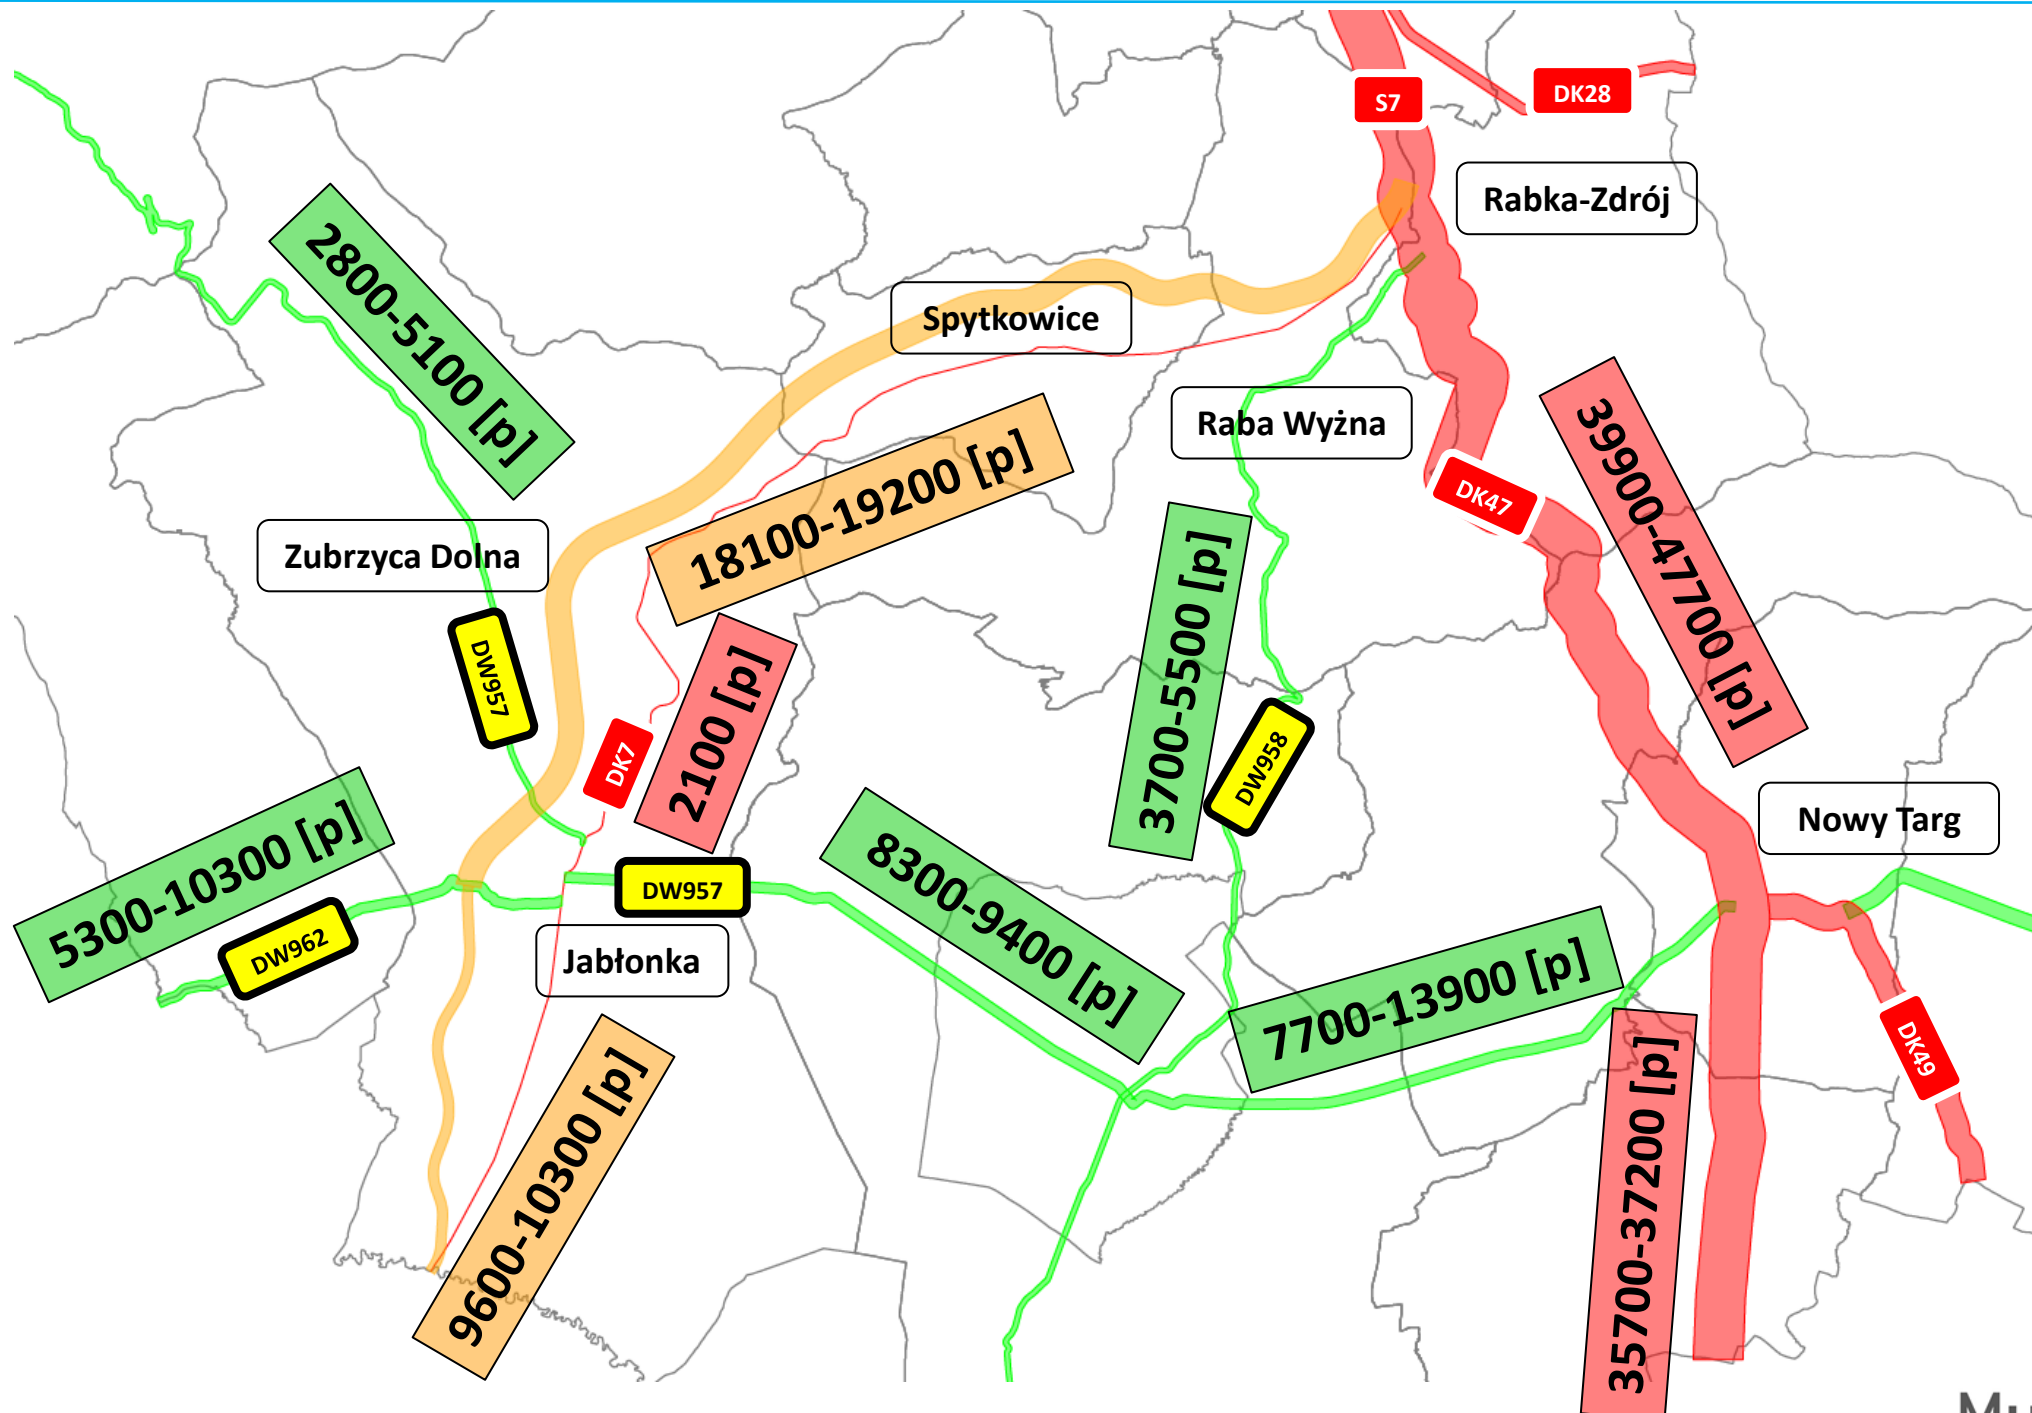 S7
DK28
Rabka-Zdrój
2800-5100 [p]
Spytkowice
Raba Wyżna
39900-47700 [p]
18100-19200 [p]
DK47
Zubrzyca Dolna
3700-5500 [p]
DW957
2100 [p]
DK7
DW958
Nowy Targ
5300-10300 [p]
8300-9400 [p]
DW957
DW962
Jabłonka
7700-13900 [p]
DK49
9600-10300 [p]
35700-37200 [p]